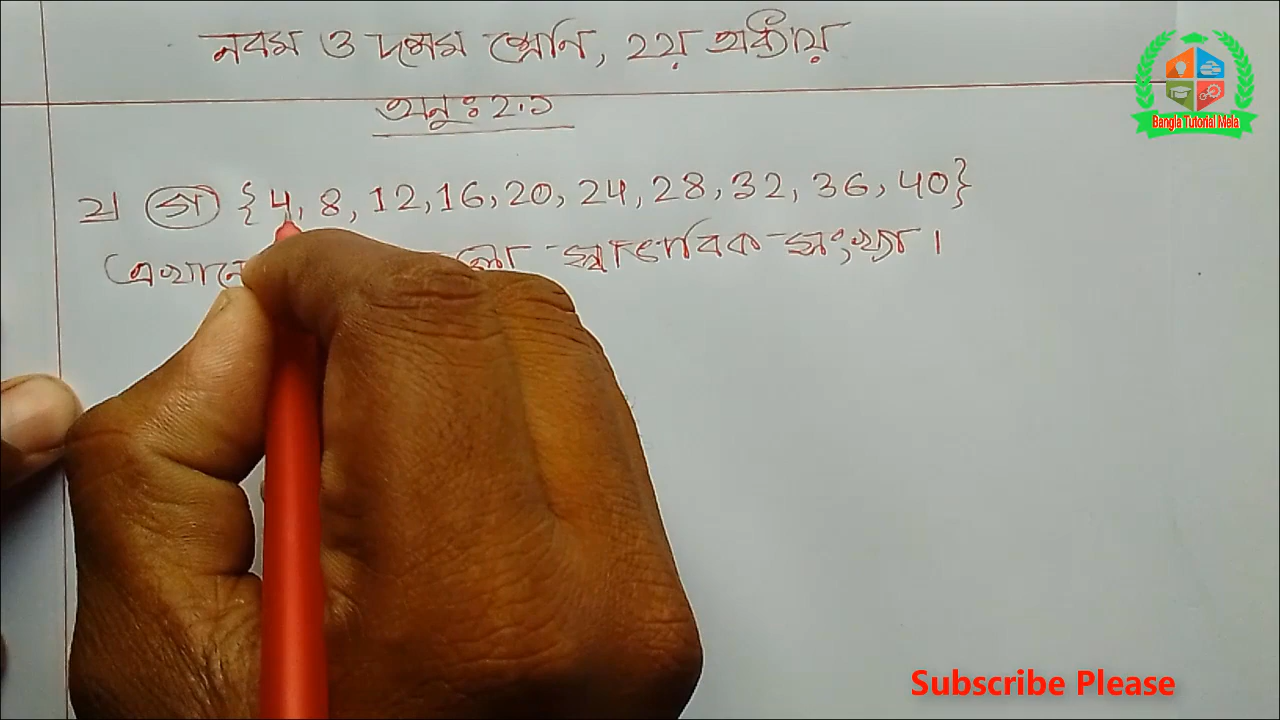 নবম ও দশম শ্রেনি, ২য় অধ্যায়
অনুঃ ২.১
২। গ {4, 8, 12, 16, 20, 24, 28, 32, 36, 40}
এখানে স্বাভাবিক সংখ্যা।
Bangla Tutorial Mela
Subscribe Please